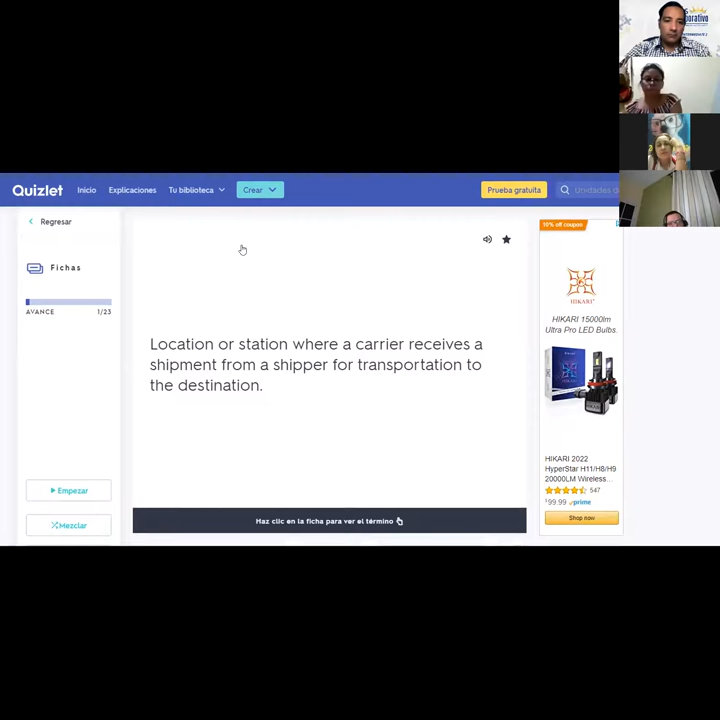 Quizlet
Inicio
Explicaciones
Tu biblioteca
Crear
Prueba gratuita
Unidades d
Regresar
Fichas
AVANCE
1/23
Empezar
Mezclar
Location or station where a carrier receives a
shipment from a shipper for transportation to
the destination.
Haz clic en la ficha para ver el término
10% off coupon
HIKARI
HIKARI 15000lm
Ultra Pro LED Bulbs.
HIKARI 2022
HyperStar H11/H8/H9
20000LM Wireless...
547
$99.99 prime
Shop now